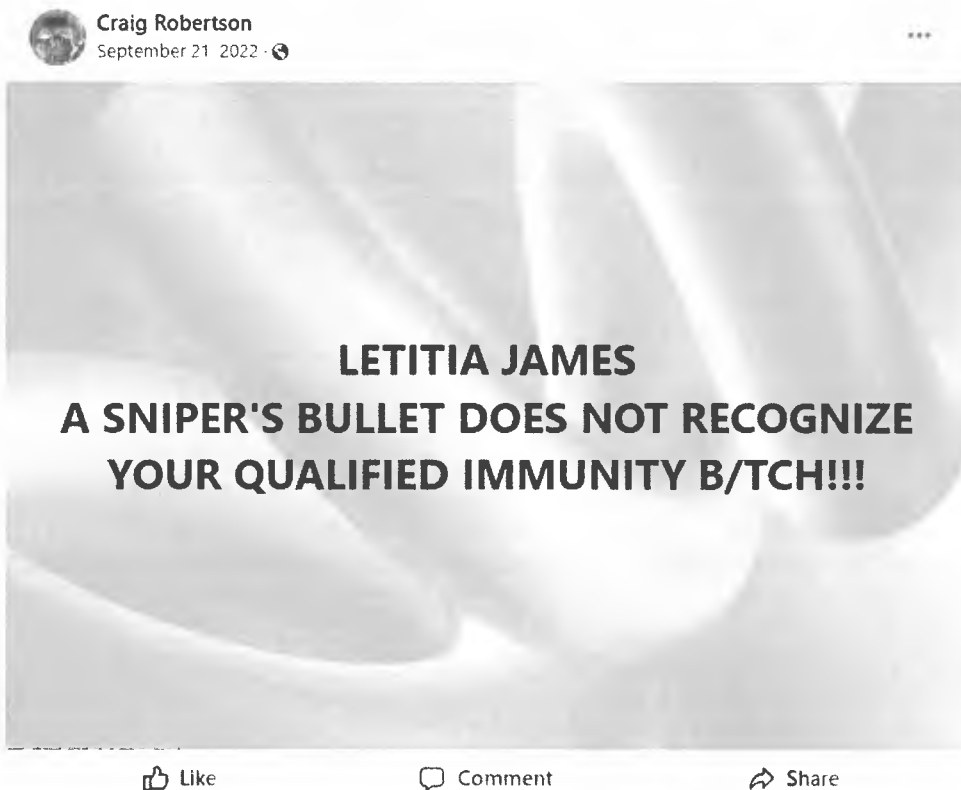 Craig Robertson
September 21 2022
LETITIA JAMES
A SNIPER'S BULLET DOES NOT RECOGNIZE
YOUR QUALIFIED IMMUNITY B/TCH!!!
Like
Comment
Share